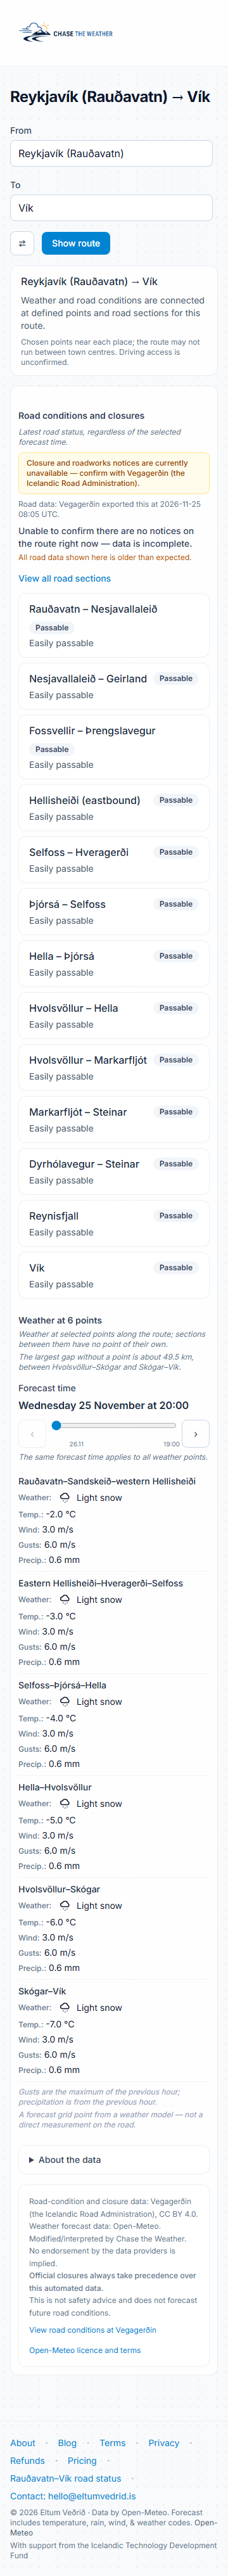 CHASE THE WEATHER
Reykjavík (Rauðavatn) → Vík
From
Reykjavík (Rauðavatn)
To
Vík
⇄ Show route
Reykjavík (Rauðavatn) → Vík
Weather and road conditions are connected
at defined points and road sections for this
route.
Chosen points near each place; the route may not
run between town centres. Driving access is
unconfirmed.
Road conditions and closures
Latest road status, regardless of the selected
forecast time.
Closure and roadworks notices are currently
unavailable — confirm with Vegagerðin (the
Icelandic Road Administration).
Road data: Vegagerðin exported this at 2026-11-25
08:05 UTC.
Unable to confirm there are no notices on
the route right now — data is incomplete.
All road data shown here is older than expected.
View all road sections
Rauðavatn – Nesjavallaleið
Passable
Easily passable
Nesjavallaleið – Geirland Passable
Easily passable
Fossvellir – Þrengslavegur
Passable
Easily passable
Hellisheiði (eastbound) Passable
Easily passable
Selfoss – Hveragerði Passable
Easily passable
Þjórsá – Selfoss Passable
Easily passable
Hella – Þjórsá Passable
Easily passable
Hvolsvöllur – Hella Passable
Easily passable
Hvolsvöllur – Markarfljót Passable
Easily passable
Markarfljót – Steinar Passable
Easily passable
Dyrhólavegur – Steinar Passable
Easily passable
Reynisfjall Passable
Easily passable
Vík Passable
Easily passable
Weather at 6 points
Weather at selected points along the route; sections
between them have no point of their own.
The largest gap without a point is about 49.5 km,
between Hvolsvöllur–Skógar and Skógar–Vík.
Forecast time
Wednesday 25 November at 20:00
‹ ›
26.11 19:00
The same forecast time applies to all weather points.
Rauðavatn–Sandskeið–western Hellisheiði
Weather: Light snow
Temp.: -2.0 °C
Wind: 3.0 m/s
Gusts: 6.0 m/s
Precip.: 0.6 mm
Eastern Hellisheiði–Hveragerði–Selfoss
Weather: Light snow
Temp.: -3.0 °C
Wind: 3.0 m/s
Gusts: 6.0 m/s
Precip.: 0.6 mm
Selfoss–Þjórsá–Hella
Weather: Light snow
Temp.: -4.0 °C
Wind: 3.0 m/s
Gusts: 6.0 m/s
Precip.: 0.6 mm
Hella–Hvolsvöllur
Weather: Light snow
Temp.: -5.0 °C
Wind: 3.0 m/s
Gusts: 6.0 m/s
Precip.: 0.6 mm
Hvolsvöllur–Skógar
Weather: Light snow
Temp.: -6.0 °C
Wind: 3.0 m/s
Gusts: 6.0 m/s
Precip.: 0.6 mm
Skógar–Vík
Weather: Light snow
Temp.: -7.0 °C
Wind: 3.0 m/s
Gusts: 6.0 m/s
Precip.: 0.6 mm
Gusts are the maximum of the previous hour;
precipitation is from the previous hour.
A forecast grid point from a weather model — not a
direct measurement on the road.
▶ About the data
Road-condition and closure data: Vegagerðin
(the Icelandic Road Administration), CC BY 4.0.
Weather forecast data: Open-Meteo.
Modified/interpreted by Chase the Weather.
No endorsement by the data providers is
implied.
Official closures always take precedence over
this automated data.
This is not safety advice and does not forecast
future road conditions.
View road conditions at Vegagerðin
Open-Meteo licence and terms
About · Blog · Terms · Privacy ·
Refunds · Pricing ·
Rauðavatn–Vík road status ·
Contact: hello@eltumvedrid.is
© 2026 Eltum Veðrið · Data by Open-Meteo. Forecast
includes temperature, rain, wind, & weather codes. Open-
Meteo
With support from the Icelandic Technology Development
Fund